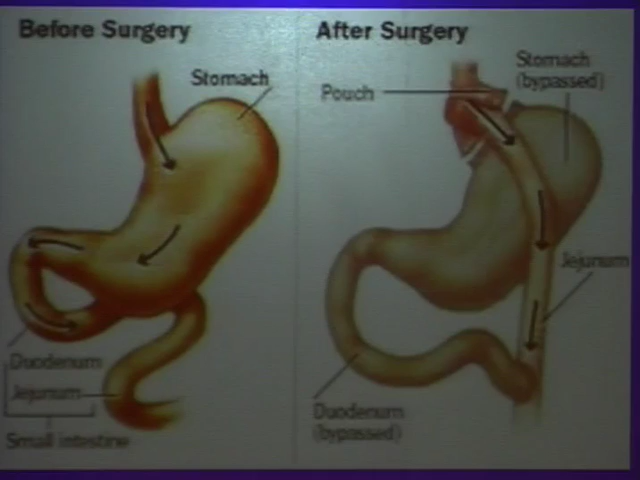 Before Surgery
Stomach
Duodenum
Jejunum
Small intestine
After Surgery
Stomach
(bypassed)
Pouch
Jejunum
Duodenum
(bypassed)